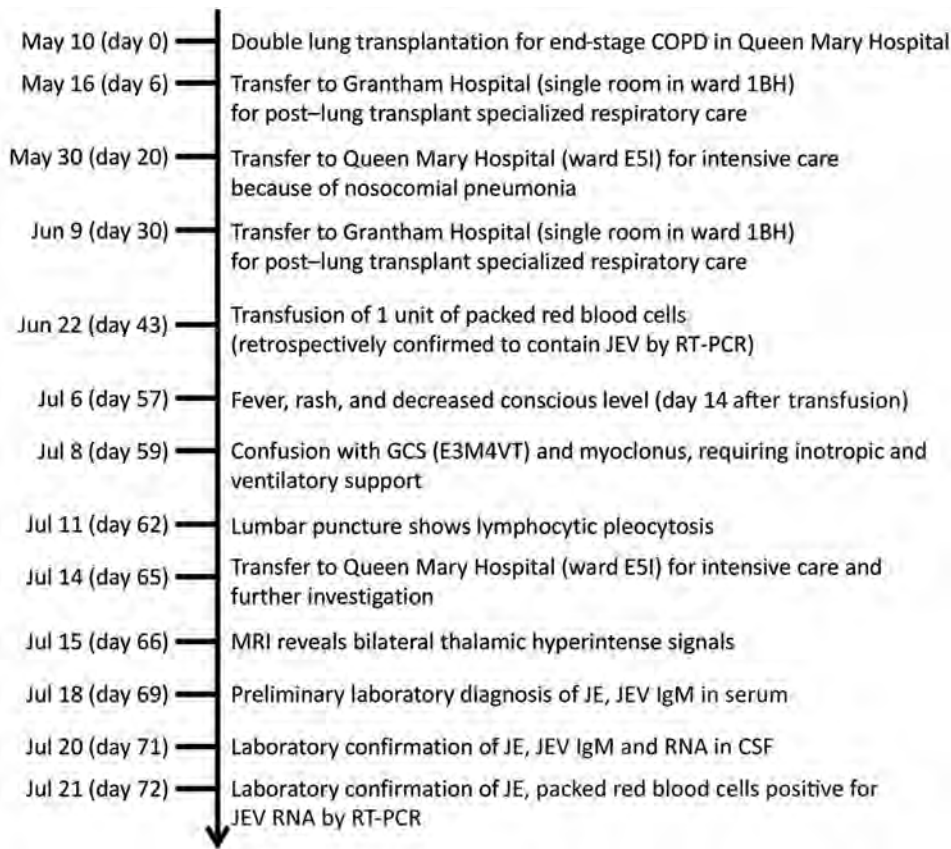 May 10 (day 0) Double lung transplantation for end-stage COPD in Queen Mary Hospital
May 16 (day 6) Transfer to Grantham Hospital (single room in ward 1BH)
for post–lung transplant specialized respiratory care
May 30 (day 20) Transfer to Queen Mary Hospital (ward E5I) for intensive care
because of nosocomial pneumonia
Jun 9 (day 30) Transfer to Grantham Hospital (single room in ward 1BH)
for post–lung transplant specialized respiratory care
Jun 22 (day 43) Transfusion of 1 unit of packed red blood cells
(retrospectively confirmed to contain JEV by RT-PCR)
Jul 6 (day 57) Fever, rash, and decreased conscious level (day 14 after transfusion)
Jul 8 (day 59) Confusion with GCS (E3M4VT) and myoclonus, requiring inotropic and
ventilatory support
Jul 11 (day 62) Lumbar puncture shows lymphocytic pleocytosis
Jul 14 (day 65) Transfer to Queen Mary Hospital (ward E5I) for intensive care and
further investigation
Jul 15 (day 66) MRI reveals bilateral thalamic hyperintense signals
Jul 18 (day 69) Preliminary laboratory diagnosis of JE, JEV IgM in serum
Jul 20 (day 71) Laboratory confirmation of JE, JEV IgM and RNA in CSF
Jul 21 (day 72) Laboratory confirmation of JE, packed red blood cells positive for
JEV RNA by RT-PCR